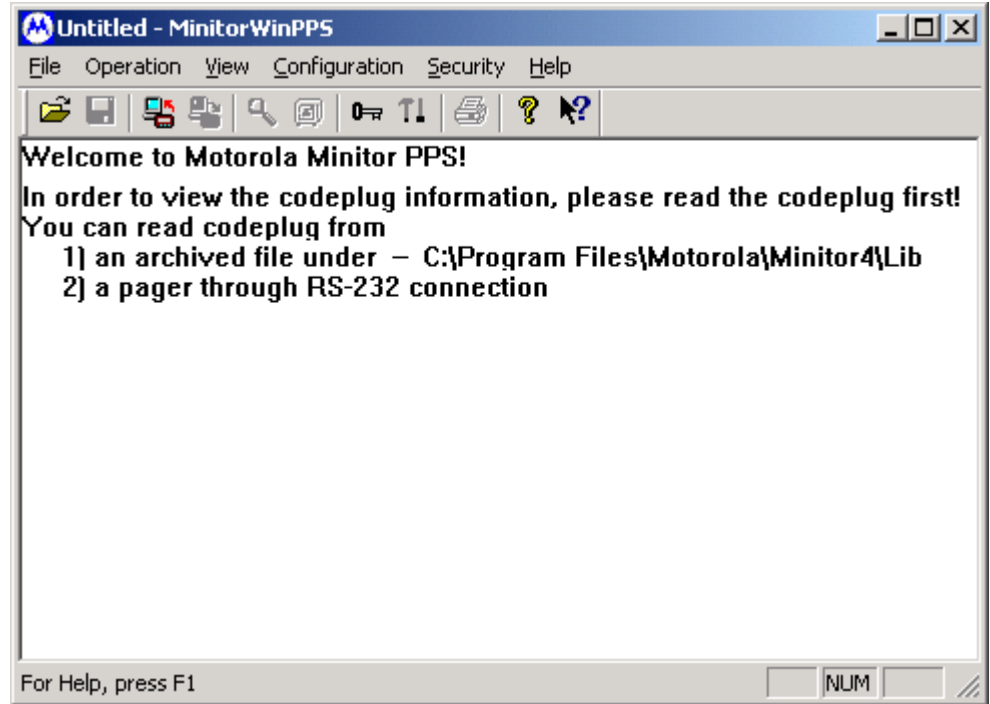 Untitled - MinitorWinPPS
File Operation View Configuration Security Help
Welcome to Motorola Minitor PPS!
In order to view the codeplug information, please read the codeplug first!
You can read codeplug from
1) an archived file under – C:\Program Files\Motorola\Minitor4\Lib
2) a pager through RS-232 connection
For Help, press F1 NUM